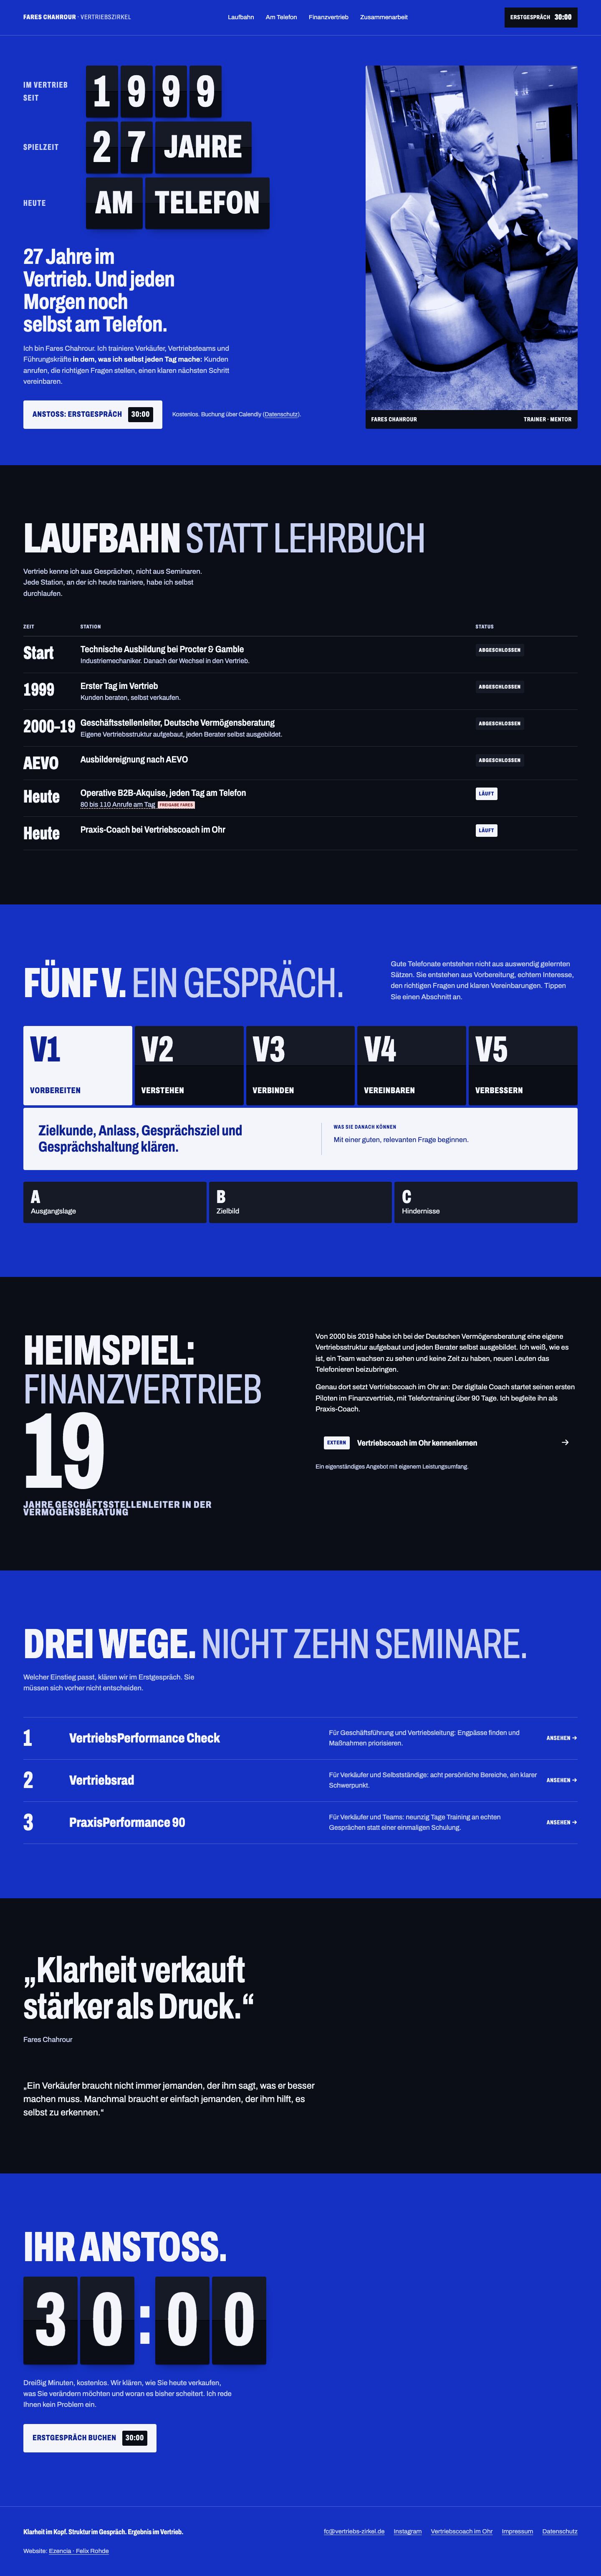 FARES CHAHROUR · VERTRIEBSZIRKEL
Laufbahn Am Telefon Finanzvertrieb Zusammenarbeit
ERSTGESPRÄCH 30:00
IM VERTRIEB
SEIT
1999
SPIELZEIT
27 JAHRE
HEUTE
AM TELEFON
27 Jahre im
Vertrieb. Und jeden
Morgen noch
selbst am Telefon.
Ich bin Fares Chahrour. Ich trainiere Verkäufer, Vertriebsteams und
Führungskräfte in dem, was ich selbst jeden Tag mache: Kunden
anrufen, die richtigen Fragen stellen, einen klaren nächsten Schritt
vereinbaren.
ANSTOSS: ERSTGESPRÄCH 30:00
Kostenlos. Buchung über Calendly (Datenschutz).
FARES CHAHROUR
TRAINER · MENTOR
LAUFBAHN STATT LEHRBUCH
Vertrieb kenne ich aus Gesprächen, nicht aus Seminaren.
Jede Station, an der ich heute trainiere, habe ich selbst
durchlaufen.
ZEIT STATION STATUS
Start
Technische Ausbildung bei Procter & Gamble
Industriemechaniker. Danach der Wechsel in den Vertrieb.
ABGESCHLOSSEN
1999
Erster Tag im Vertrieb
Kunden beraten, selbst verkaufen.
ABGESCHLOSSEN
2000–19
Geschäftsstellenleiter, Deutsche Vermögensberatung
Eigene Vertriebsstruktur aufgebaut, jeden Berater selbst ausgebildet.
ABGESCHLOSSEN
AEVO
Ausbildereignung nach AEVO
ABGESCHLOSSEN
Heute
Operative B2B-Akquise, jeden Tag am Telefon
80 bis 110 Anrufe am Tag FREIGABE FARES
LÄUFT
Heute
Praxis-Coach bei Vertriebscoach im Ohr
LÄUFT
FÜNF V. EIN GESPRÄCH.
Gute Telefonate entstehen nicht aus auswendig gelernten
Sätzen. Sie entstehen aus Vorbereitung, echtem Interesse,
den richtigen Fragen und klaren Vereinbarungen. Tippen
Sie einen Abschnitt an.
V1
VORBEREITEN
V2
VERSTEHEN
V3
VERBINDEN
V4
VEREINBAREN
V5
VERBESSERN
Zielkunde, Anlass, Gesprächsziel und
Gesprächshaltung klären.
WAS SIE DANACH KÖNNEN
Mit einer guten, relevanten Frage beginnen.
A
Ausgangslage
B
Zielbild
C
Hindernisse
HEIMSPIEL:
FINANZVERTRIEB
19
JAHRE GESCHÄFTSSTELLENLEITER IN DER
VERMÖGENSBERATUNG
Von 2000 bis 2019 habe ich bei der Deutschen Vermögensberatung eine eigene
Vertriebsstruktur aufgebaut und jeden Berater selbst ausgebildet. Ich weiß, wie es
ist, ein Team wachsen zu sehen und keine Zeit zu haben, neuen Leuten das
Telefonieren beizubringen.
Genau dort setzt Vertriebscoach im Ohr an: Der digitale Coach startet seinen ersten
Piloten im Finanzvertrieb, mit Telefontraining über 90 Tage. Ich begleite ihn als
Praxis-Coach.
EXTERN Vertriebscoach im Ohr kennenlernen →
Ein eigenständiges Angebot mit eigenem Leistungsumfang.
DREI WEGE. NICHT ZEHN SEMINARE.
Welcher Einstieg passt, klären wir im Erstgespräch. Sie
müssen sich vorher nicht entscheiden.
1
VertriebsPerformance Check
Für Geschäftsführung und Vertriebsleitung: Engpässe finden und
Maßnahmen priorisieren.
ANSEHEN →
2
Vertriebsrad
Für Verkäufer und Selbstständige: acht persönliche Bereiche, ein klarer
Schwerpunkt.
ANSEHEN →
3
PraxisPerformance 90
Für Verkäufer und Teams: neunzig Tage Training an echten
Gesprächen statt einer einmaligen Schulung.
ANSEHEN →
„Klarheit verkauft
stärker als Druck.“
Fares Chahrour
„Ein Verkäufer braucht nicht immer jemanden, der ihm sagt, was er besser
machen muss. Manchmal braucht er einfach jemanden, der ihm hilft, es
selbst zu erkennen.“
IHR ANSTOSS.
30:00
Dreißig Minuten, kostenlos. Wir klären, wie Sie heute verkaufen,
was Sie verändern möchten und woran es bisher scheitert. Ich rede
Ihnen kein Problem ein.
ERSTGESPRÄCH BUCHEN 30:00
Klarheit im Kopf. Struktur im Gespräch. Ergebnis im Vertrieb.
fc@vertriebs-zirkel.de Instagram Vertriebscoach im Ohr Impressum Datenschutz
Website: Ezencia · Felix Rohde